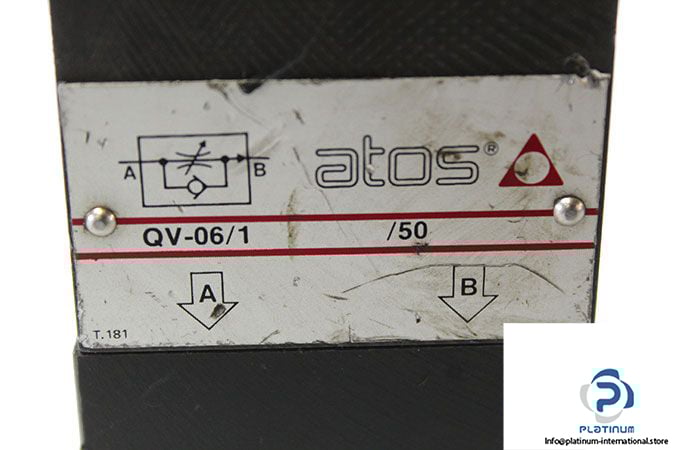 A B
atos®
QV-06/1 /50
A B
T.181
PLATINUM
Info@platinum-international.store